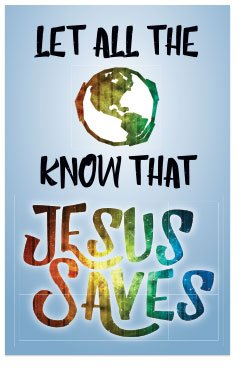 LET ALL THE
KNOW THAT
JESUS
SAVES